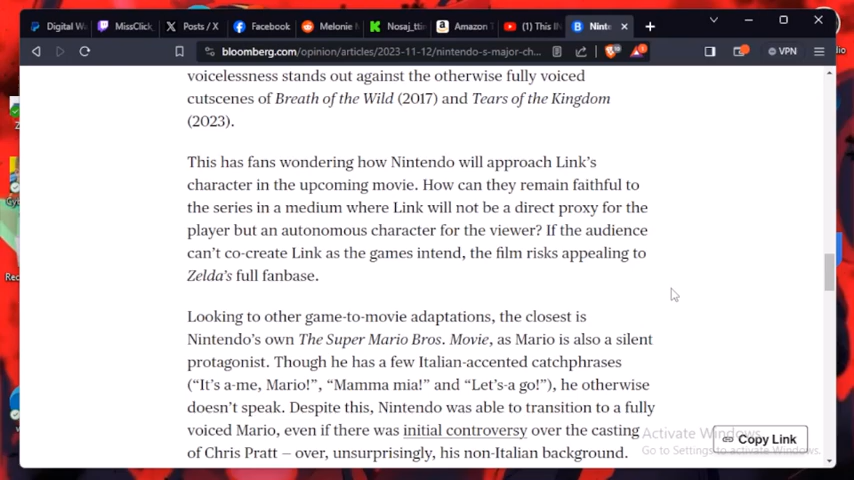 Digital Wa
MissClick
Posts / X
Facebook
Melonie M
Nosaj_ttin
Amazon T
This IN
Nint
bloomberg.com/opinion/articles/2023-11-12/nintendo-s-major-ch...
VPN
voicelessness stands out against the otherwise fully voiced
cutscenes of Breath of the Wild (2017) and Tears of the Kingdom
(2023).
This has fans wondering how Nintendo will approach Link's
character in the upcoming movie. How can they remain faithful to
the series in a medium where Link will not be a direct proxy for the
player but an autonomous character for the viewer? If the audience
can't co-create Link as the games intend, the film risks appealing to
Zelda's full fanbase.
Looking to other game-to-movie adaptations, the closest is
Nintendo's own The Super Mario Bros. Movie, as Mario is also a silent
protagonist. Though he has a few Italian-accented catchphrases
("It's a-me, Mario!", "Mamma mia!" and "Let's-a go!"), he otherwise
doesn't speak. Despite this, Nintendo was able to transition to a fully
voiced Mario, even if there was initial controversy over the casting
of Chris Pratt – over, unsurprisingly, his non-Italian background.
Activate Windows
Go to Settings to activate Windows.
Copy Link